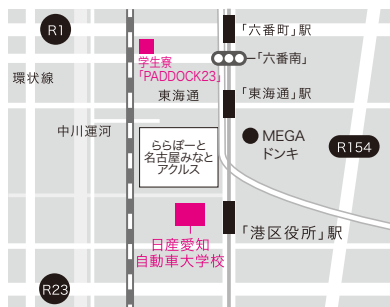 R1
「六番町」駅
「六番南」
学生寮
「PADDOCK23」
環状線
東海通
「東海通」駅
中川運河
ららぽーと
名古屋みなと
アクルス
MEGA
ドンキ
R154
「港区役所」駅
日産愛知
自動車大学校
R23